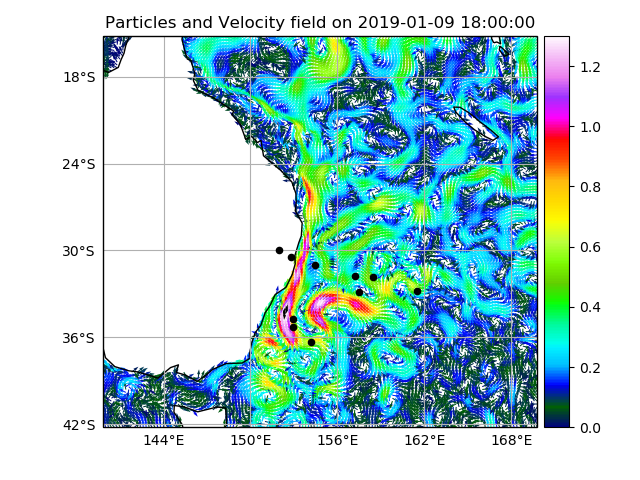 Particles and Velocity field on 2019-01-09 18:00:00
18°S
24°S
30°S
36°S
42°S
144°E 150°E 156°E 162°E 168°E
1.2
1.0
0.8
0.6
0.4
0.2
0.0